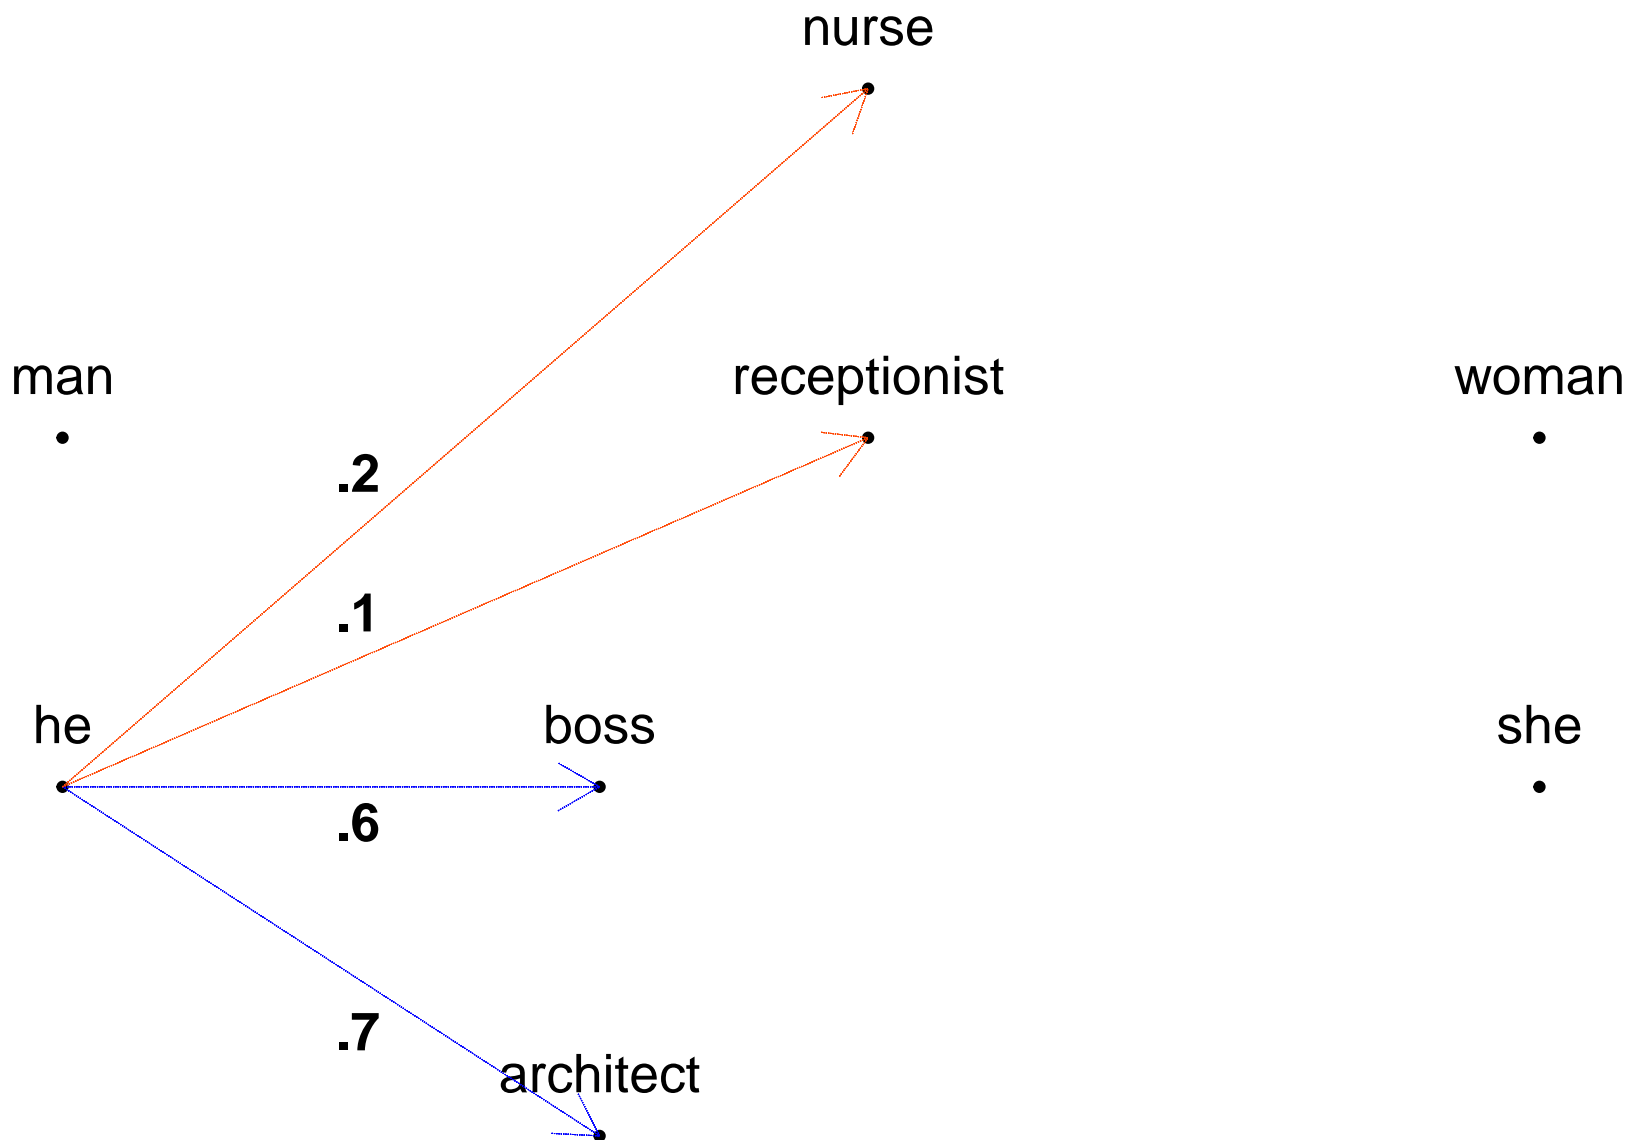 nurse
man
receptionist
woman
.2
.1
he
boss
she
.6
.7
architect